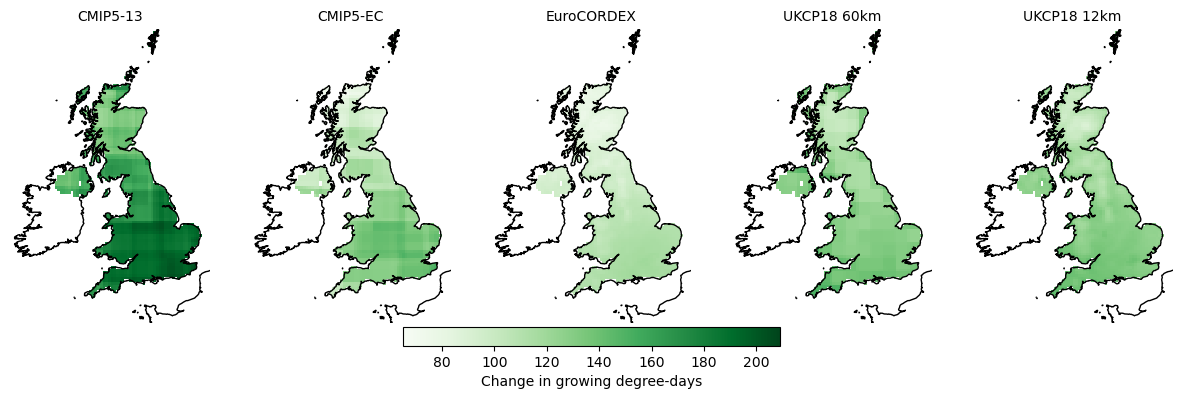 CMIP5-13 CMIP5-EC EuroCORDEX UKCP18 60km UKCP18 12km
80 100 120 140 160 180 200
Change in growing degree-days